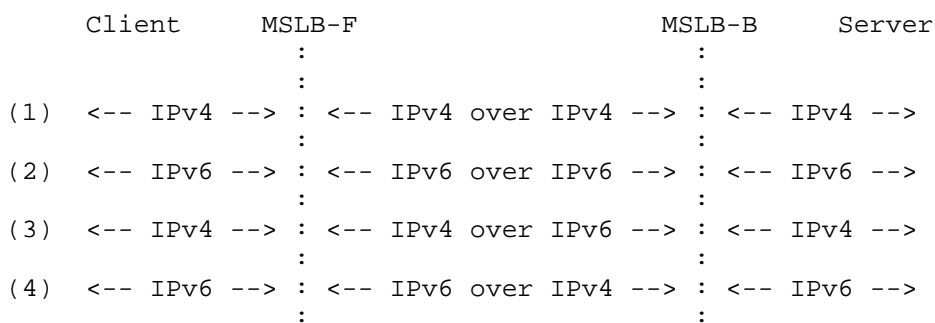 Client MSLB-F MSLB-B Server
: :
: :
(1) <-- IPv4 --> : <-- IPv4 over IPv4 --> : <-- IPv4 -->
: :
(2) <-- IPv6 --> : <-- IPv6 over IPv6 --> : <-- IPv6 -->
: :
(3) <-- IPv4 --> : <-- IPv4 over IPv6 --> : <-- IPv4 -->
: :
(4) <-- IPv6 --> : <-- IPv6 over IPv4 --> : <-- IPv6 -->
: :